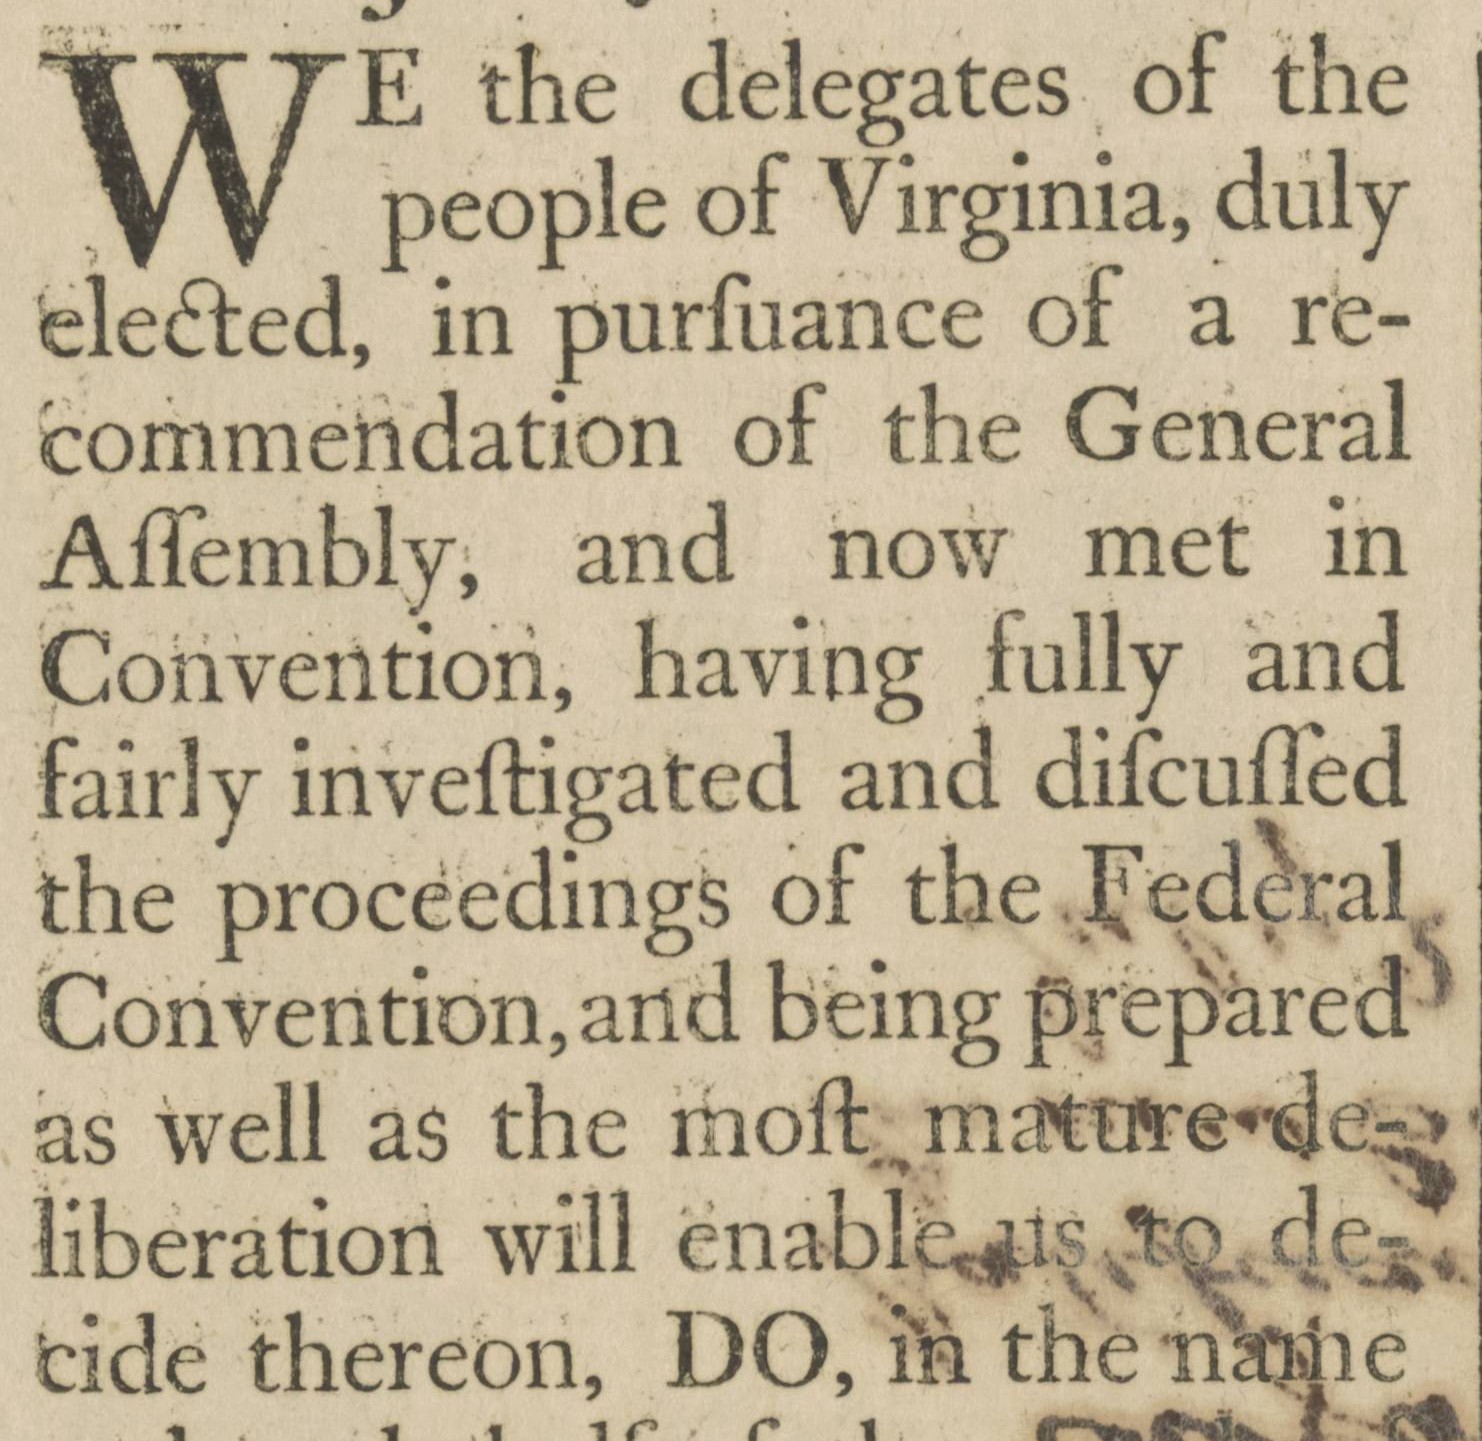 WE the delegates of the
people of Virginia, duly
elected, in purſuance of a re-
commendation of the General
Aſſembly, and now met in
Convention, having fully and
fairly inveſtigated and diſcuſſed
the proceedings of the Federal
Convention, and being prepared
as well as the moſt mature de-
liberation will enable us to de-
cide thereon, DO, in the name